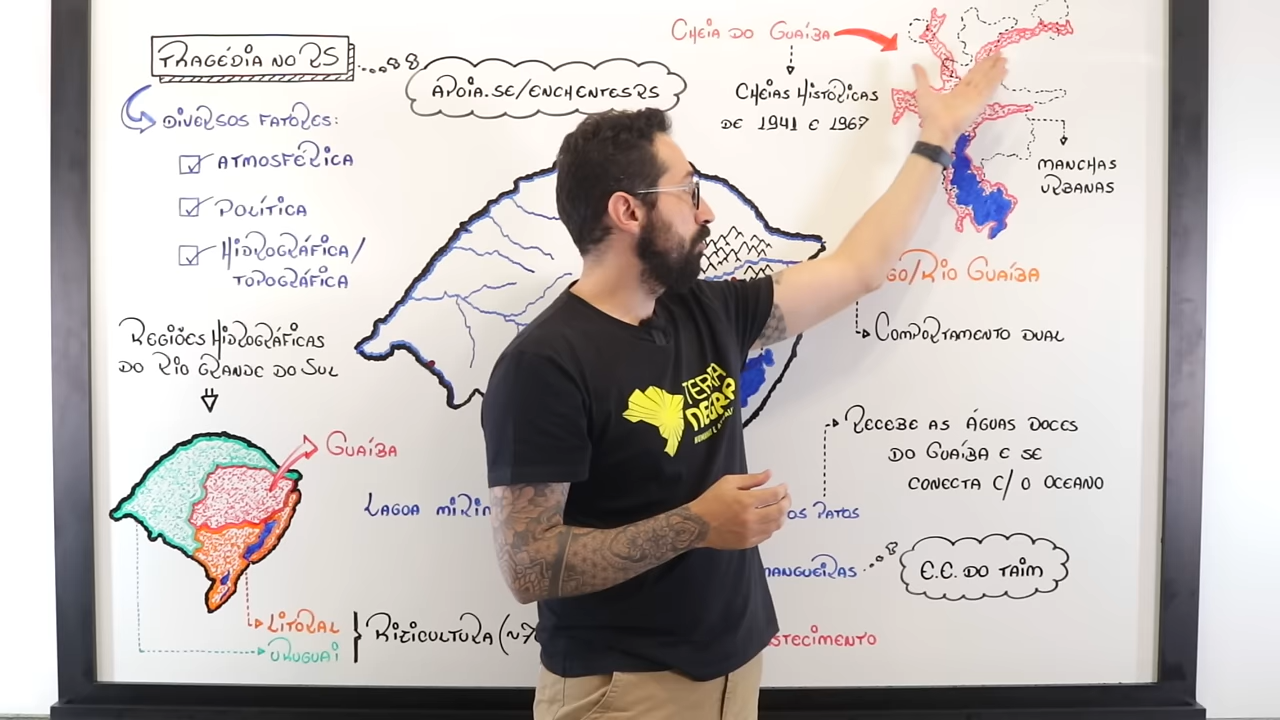 TRAGÉDIA NO RS
APOIA.SE/ENCHENTESRS
DIVERSOS FATORES:
ATMOSFÉRICA
POLÍTICA
HIDROGRÁFICA/
TOPOGRÁFICA
REGIÕES HIDROGRÁFICAS
DO RIO GRANDE DO SUL
GUAÍBA
LITORAL
URUGUAI
RIZICULTURA (~7
LAGOA MIRIN
CHEIA DO GUAÍBA
CHEIAS HISTÓRICAS
DE 1941 E 1967
MANCHAS
URBANAS
GO/RIO GUAÍBA
COMPORTAMENTO DUAL
RECEBE AS ÁGUAS DOCES
DO GUAÍBA E SE
CONECTA C/ O OCEANO
OS PATOS
MANGUEIRAS
E.E. DO TAIM
STECIMENTO
TERRA
NEGRA